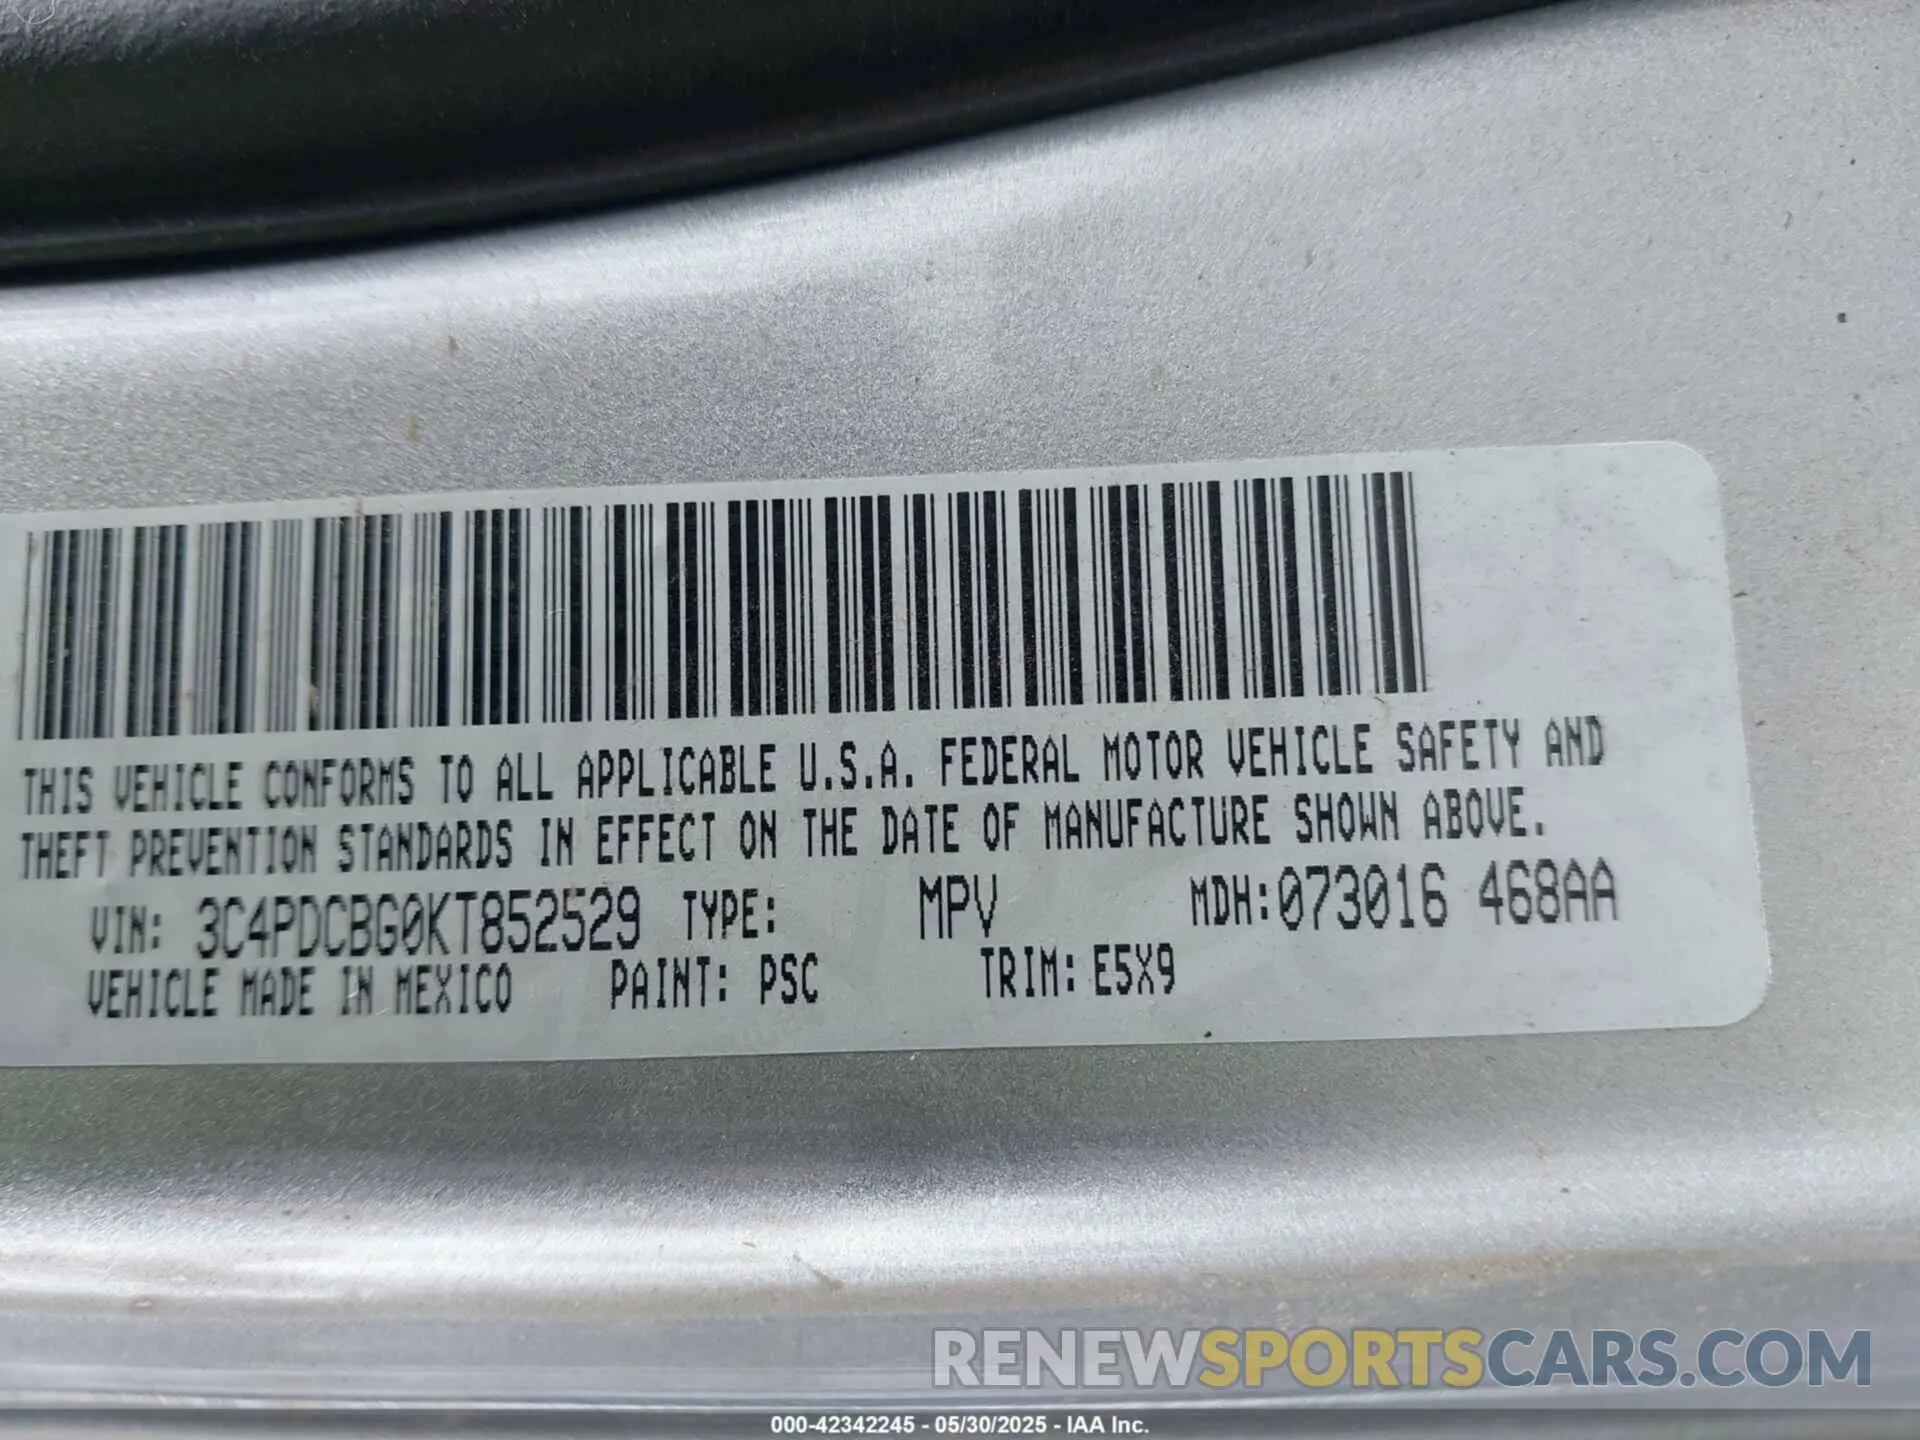 THIS VEHICLE CONFORMS TO ALL APPLICABLE U.S.A. FEDERAL MOTOR VEHICLE SAFETY AND
THEFT PREVENTION STANDARDS IN EFFECT ON THE DATE OF MANUFACTURE SHOWN ABOVE.
VIN: 3C4PDCBG0KT852529 TYPE: MPV MDH:073016 468AA
VEHICLE MADE IN MEXICO PAINT: PSC TRIM: E5X9
RENEWSPORTSCARS.COM
000-42342245 - 05/30/2025 - IAA Inc.